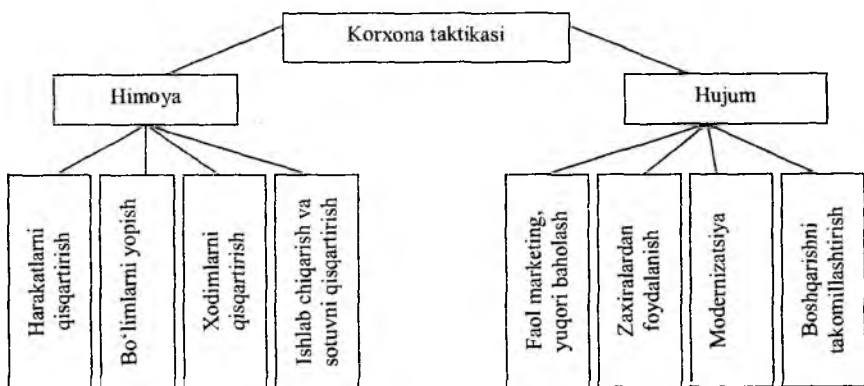 Korxona taktikasi
Himoya
Hujum
Harakatlarni
qisqartirish
Bo‘limlarni yopish
Xodimlarni
qisqartirish
Ishlab chiqarish va
sotuvni qisqartirish
Faol marketing,
yuqori baholash
Zaxiralardan
foydalanish
Modernizatsiya
Boshqarishni
takomillashtirish